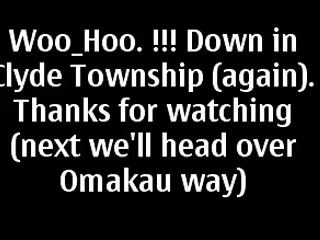 Woo_Hoo. !!! Down in
Clyde Township (again).
Thanks for watching
(next we'll head over
Omakau way)